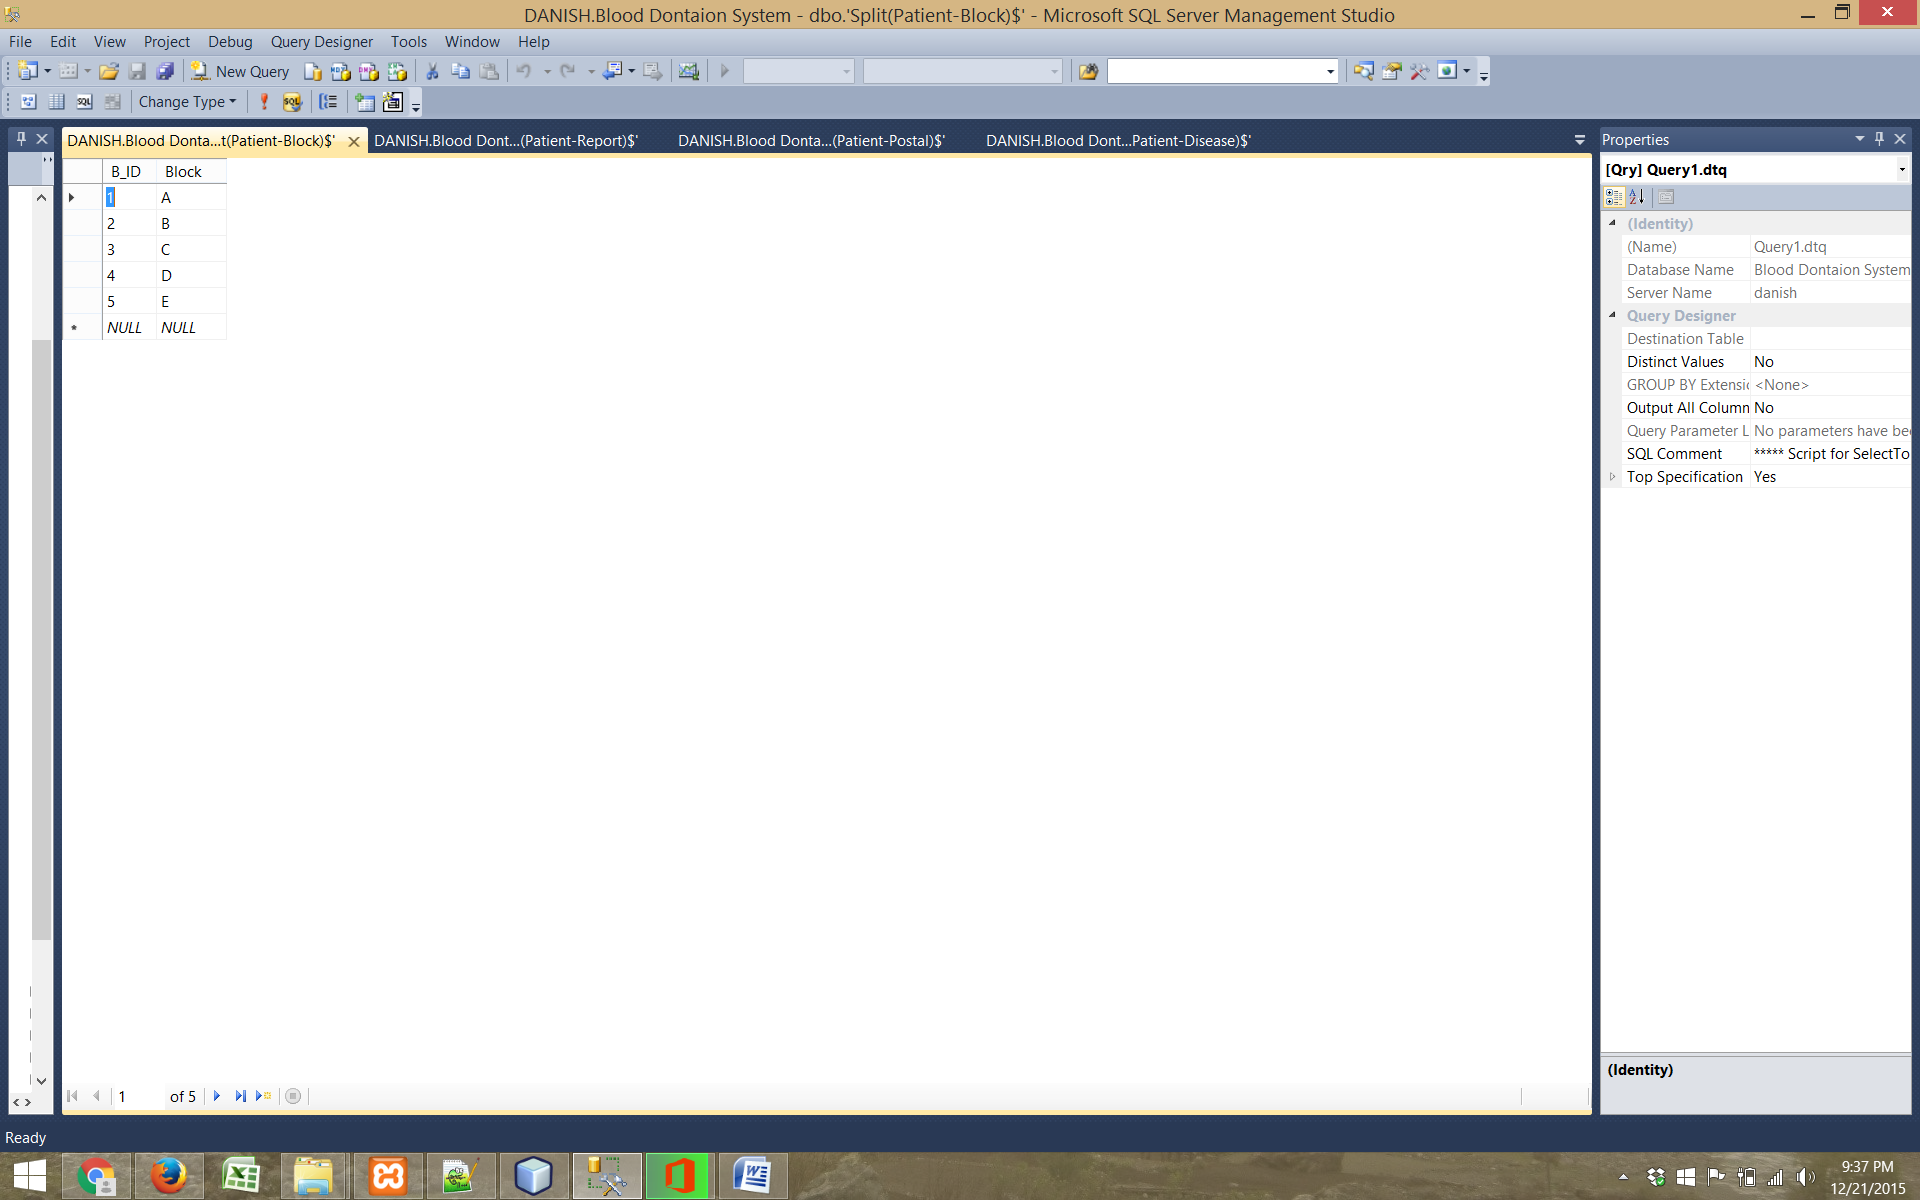 DANISH.Blood Dontaion System - dbo.'Split(Patient-Block)$' - Microsoft SQL Server Management Studio
File Edit View Project Debug Query Designer Tools Window Help
New Query
Change Type
DANISH.Blood Donta...t(Patient-Block)$' DANISH.Blood Dont...(Patient-Report)$' DANISH.Blood Donta...(Patient-Postal)$' DANISH.Blood Dont...Patient-Disease)$'
B_ID Block
1 A
2 B
3 C
4 D
5 E
NULL NULL
1 of 5
Properties
[Qry] Query1.dtq
(Identity)
(Name) Query1.dtq
Database Name Blood Dontaion System
Server Name danish
Query Designer
Destination Table
Distinct Values No
GROUP BY Extensic <None>
Output All Column No
Query Parameter L No parameters have bee
SQL Comment ***** Script for SelectTo
Top Specification Yes
(Identity)
Ready
9:37 PM
12/21/2015